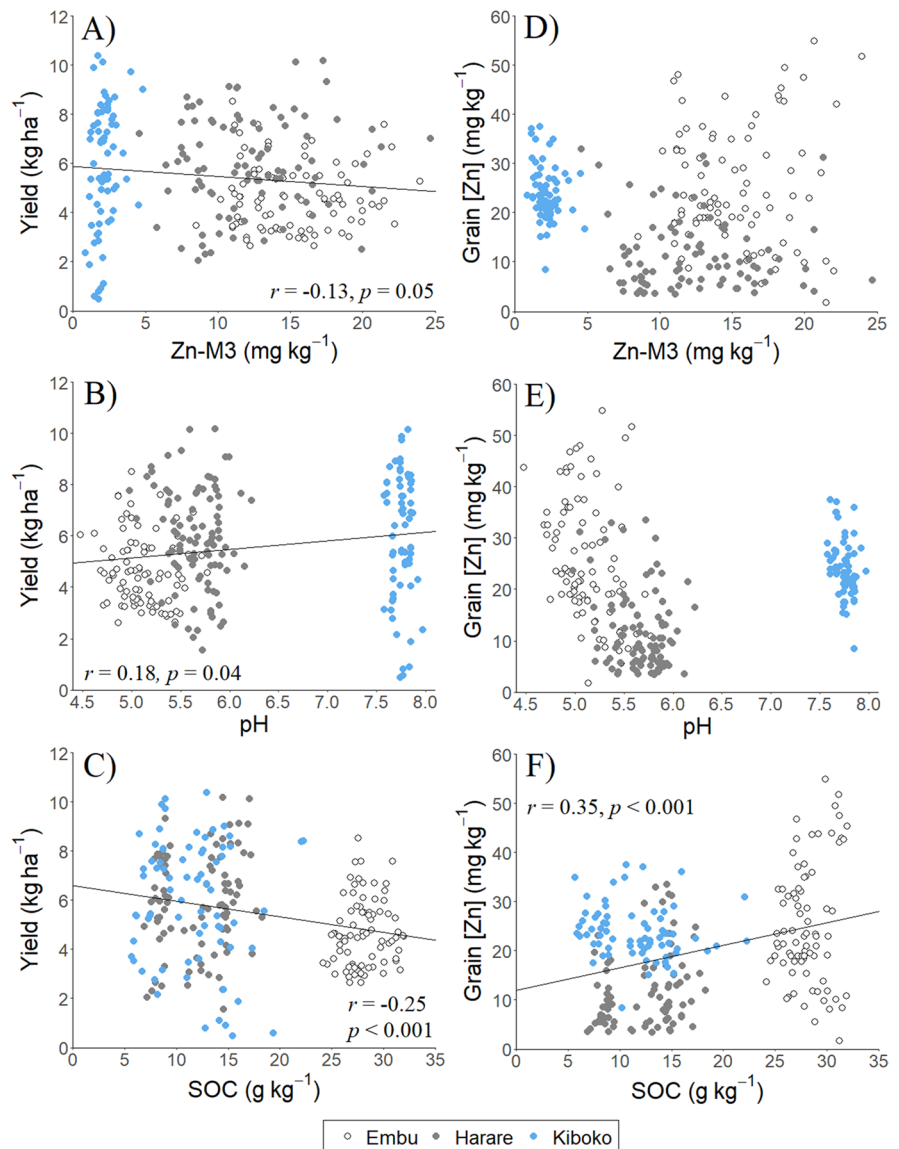 A)
Yield (kg ha⁻¹)
12
10
8
6
4
2
0
r = -0.13, p = 0.05
0 5 10 15 20 25
Zn-M3 (mg kg⁻¹)
D)
Grain [Zn] (mg kg⁻¹)
60
50
40
30
20
10
0
0 5 10 15 20 25
Zn-M3 (mg kg⁻¹)
B)
Yield (kg ha⁻¹)
12
10
8
6
4
2
0
r = 0.18, p = 0.04
4.5 5.0 5.5 6.0 6.5 7.0 7.5 8.0
pH
E)
Grain [Zn] (mg kg⁻¹)
60
50
40
30
20
10
0
4.5 5.0 5.5 6.0 6.5 7.0 7.5 8.0
pH
C)
Yield (kg ha⁻¹)
12
10
8
6
4
2
0
r = -0.25
p < 0.001
0 5 10 15 20 25 30 35
SOC (g kg⁻¹)
F)
r = 0.35, p < 0.001
Grain [Zn] (mg kg⁻¹)
60
50
40
30
20
10
0
0 5 10 15 20 25 30 35
SOC (g kg⁻¹)
Embu Harare Kiboko